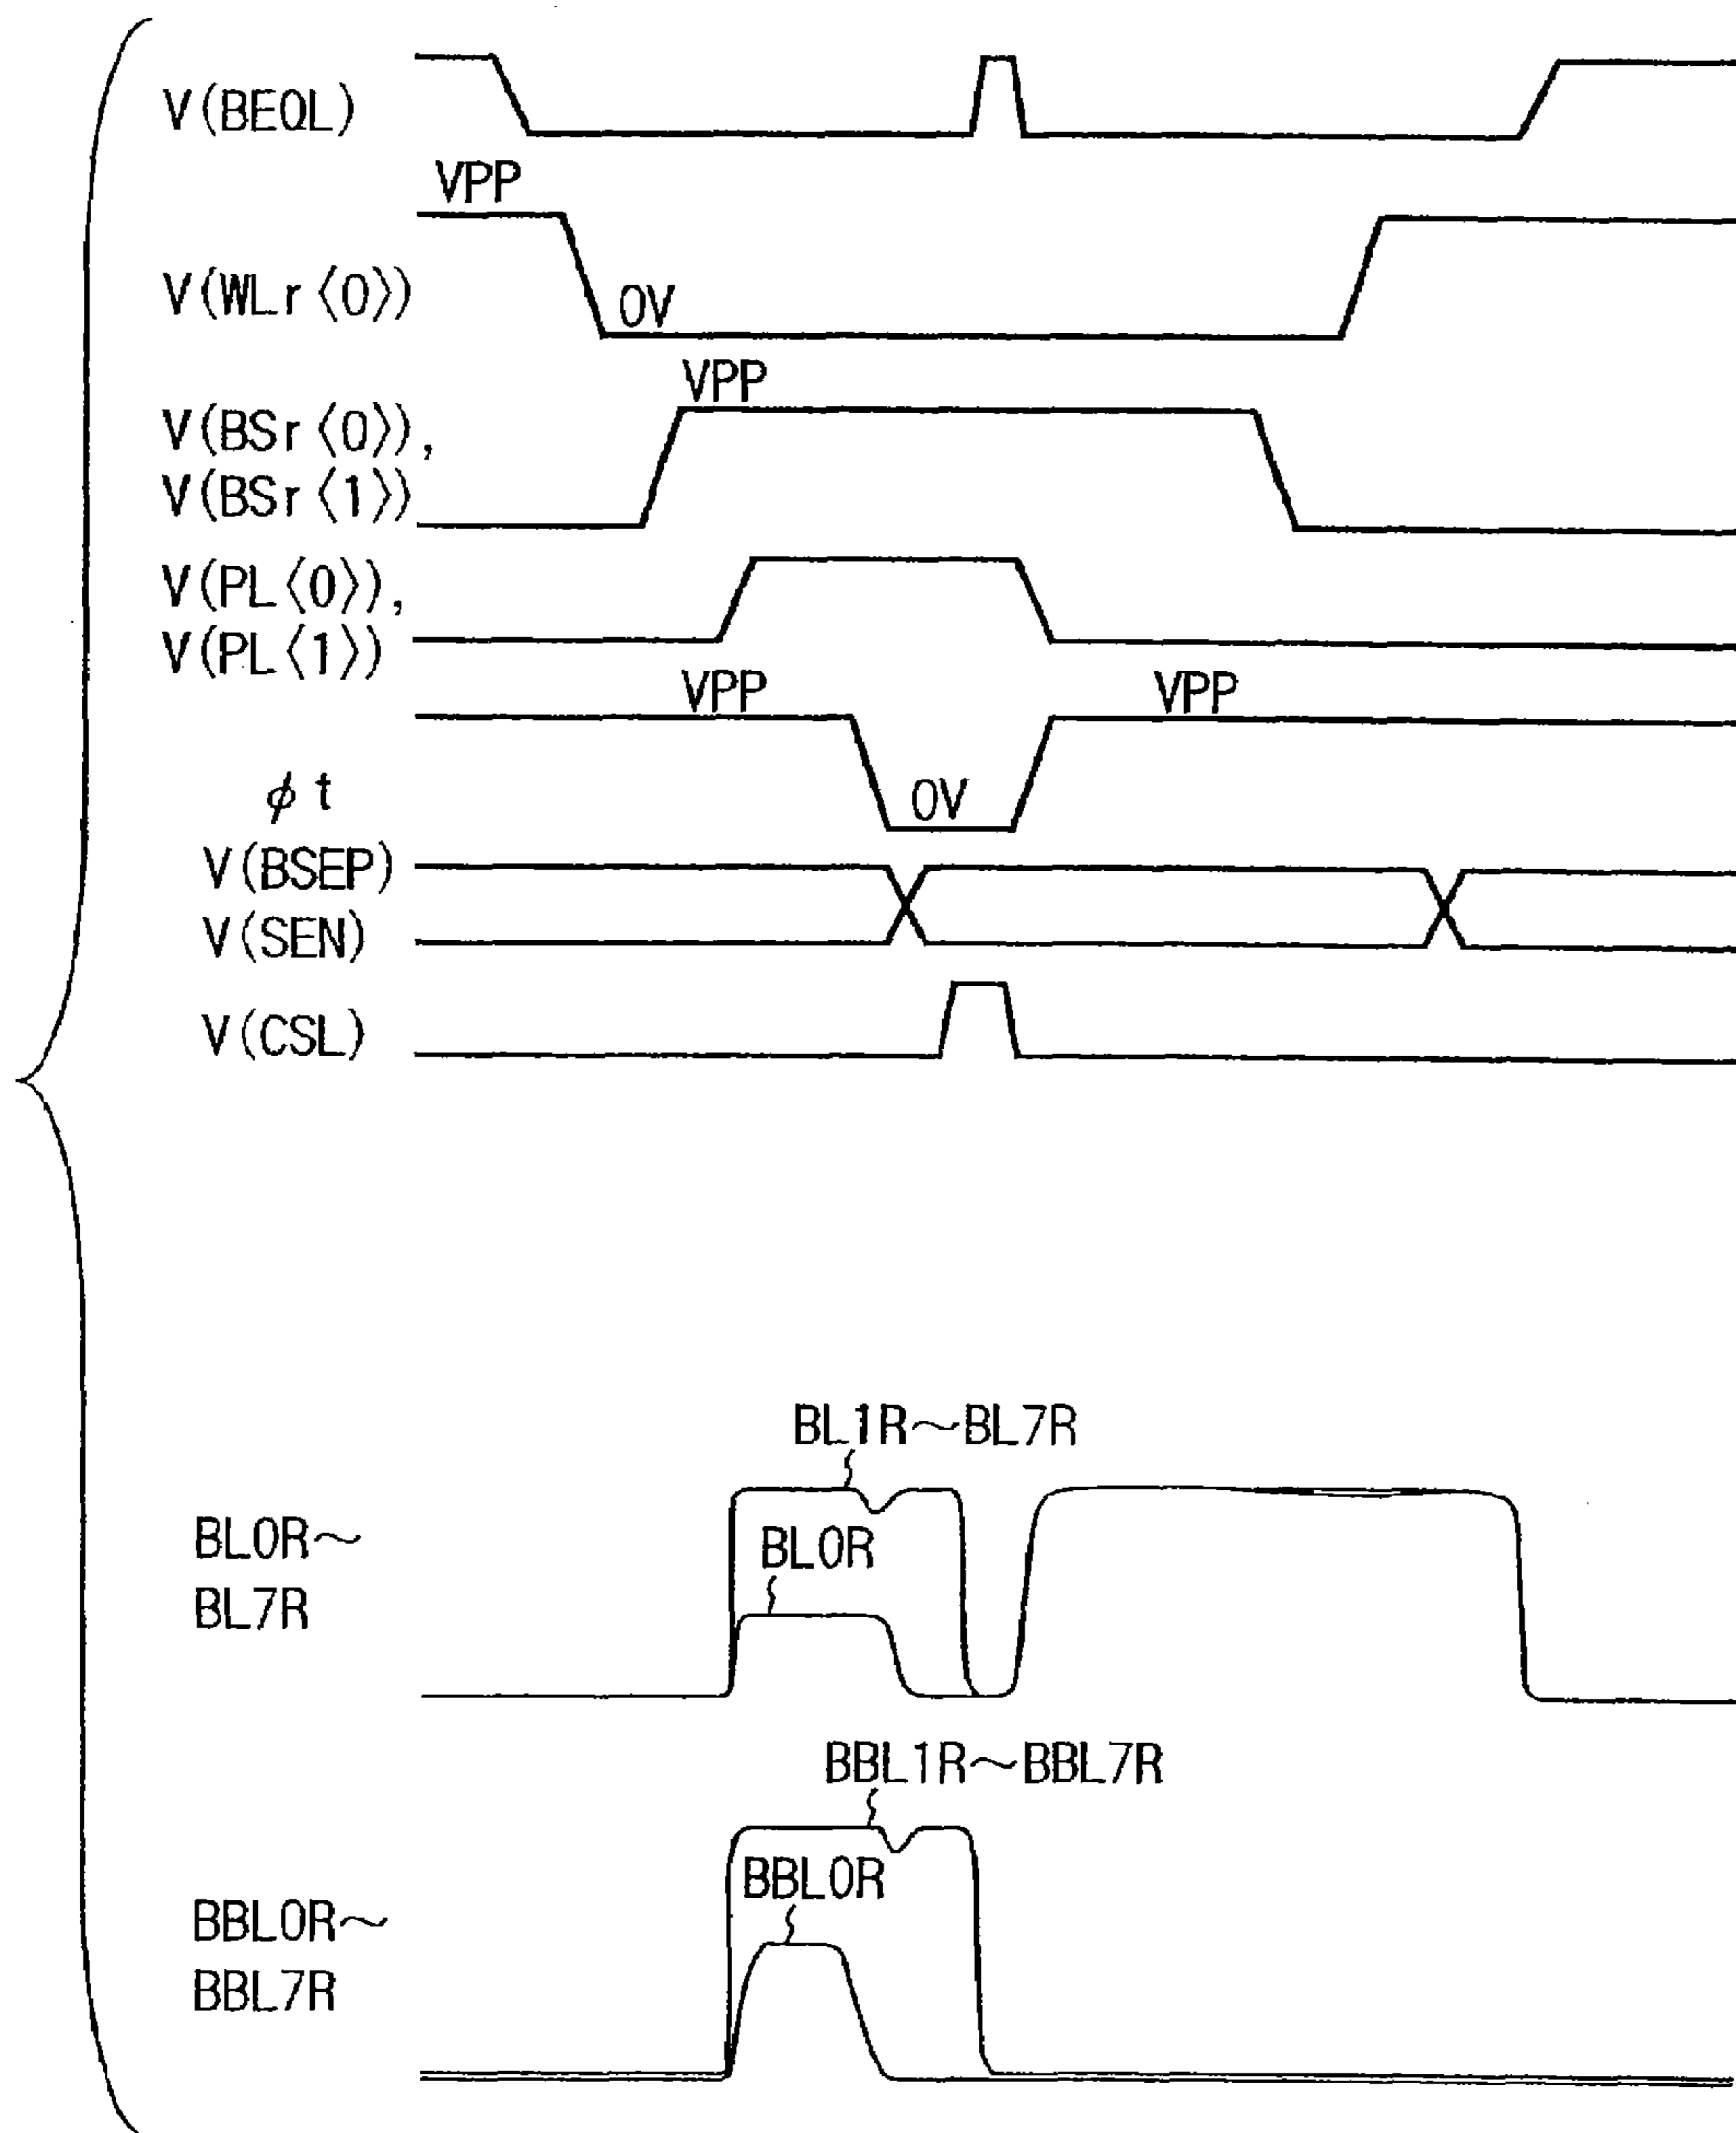 V(BEQL)
VPP
V(WLr〈0〉)
0V
VPP
V(BSr〈0〉),
V(BSr〈1〉)
V(PL〈0〉),
V(PL〈1〉)
VPP
VPP
φt
0V
V(BSEP)
V(SEN)
V(CSL)
BL1R～BL7R
BL0R～
BL7R
BL0R
BBL1R～BBL7R
BBL0R
BBL0R～
BBL7R